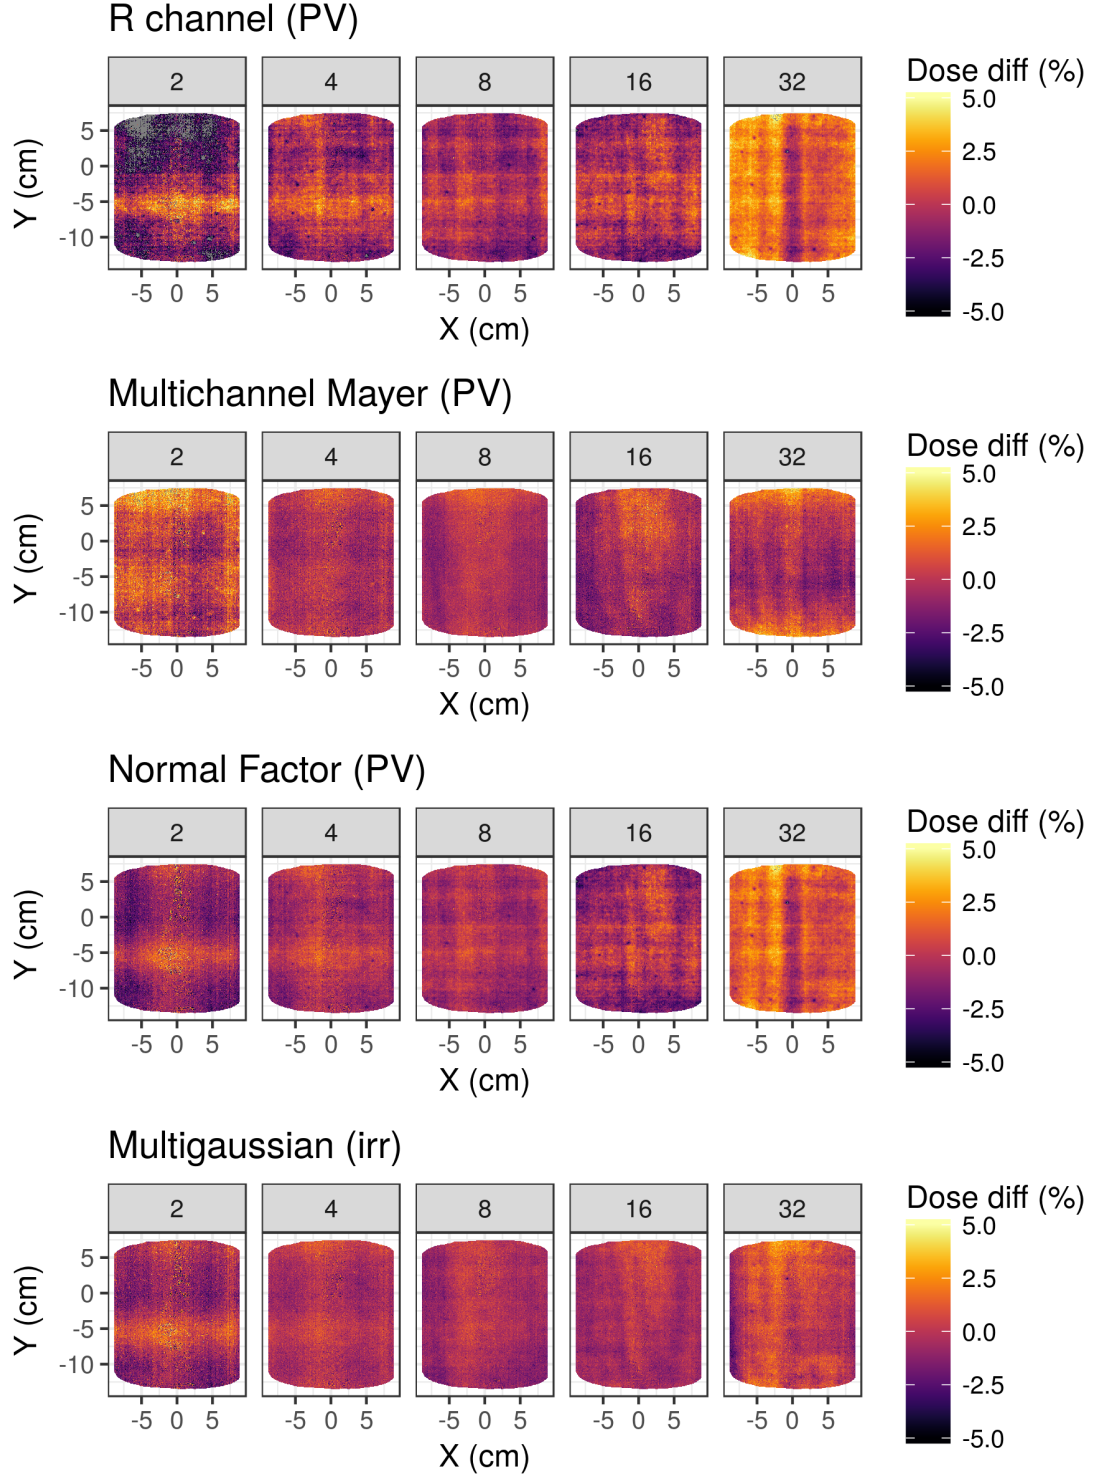 R channel (PV)
2 4 8 16 32
Dose diff (%)
5.0
2.5
0.0
-2.5
-5.0
Y (cm)
5
0
-5
-10
-5 0 5 -5 0 5 -5 0 5 -5 0 5 -5 0 5
X (cm)
Multichannel Mayer (PV)
2 4 8 16 32
Dose diff (%)
5.0
2.5
0.0
-2.5
-5.0
Y (cm)
5
0
-5
-10
-5 0 5 -5 0 5 -5 0 5 -5 0 5 -5 0 5
X (cm)
Normal Factor (PV)
2 4 8 16 32
Dose diff (%)
5.0
2.5
0.0
-2.5
-5.0
Y (cm)
5
0
-5
-10
-5 0 5 -5 0 5 -5 0 5 -5 0 5 -5 0 5
X (cm)
Multigaussian (irr)
2 4 8 16 32
Dose diff (%)
5.0
2.5
0.0
-2.5
-5.0
Y (cm)
5
0
-5
-10
-5 0 5 -5 0 5 -5 0 5 -5 0 5 -5 0 5
X (cm)